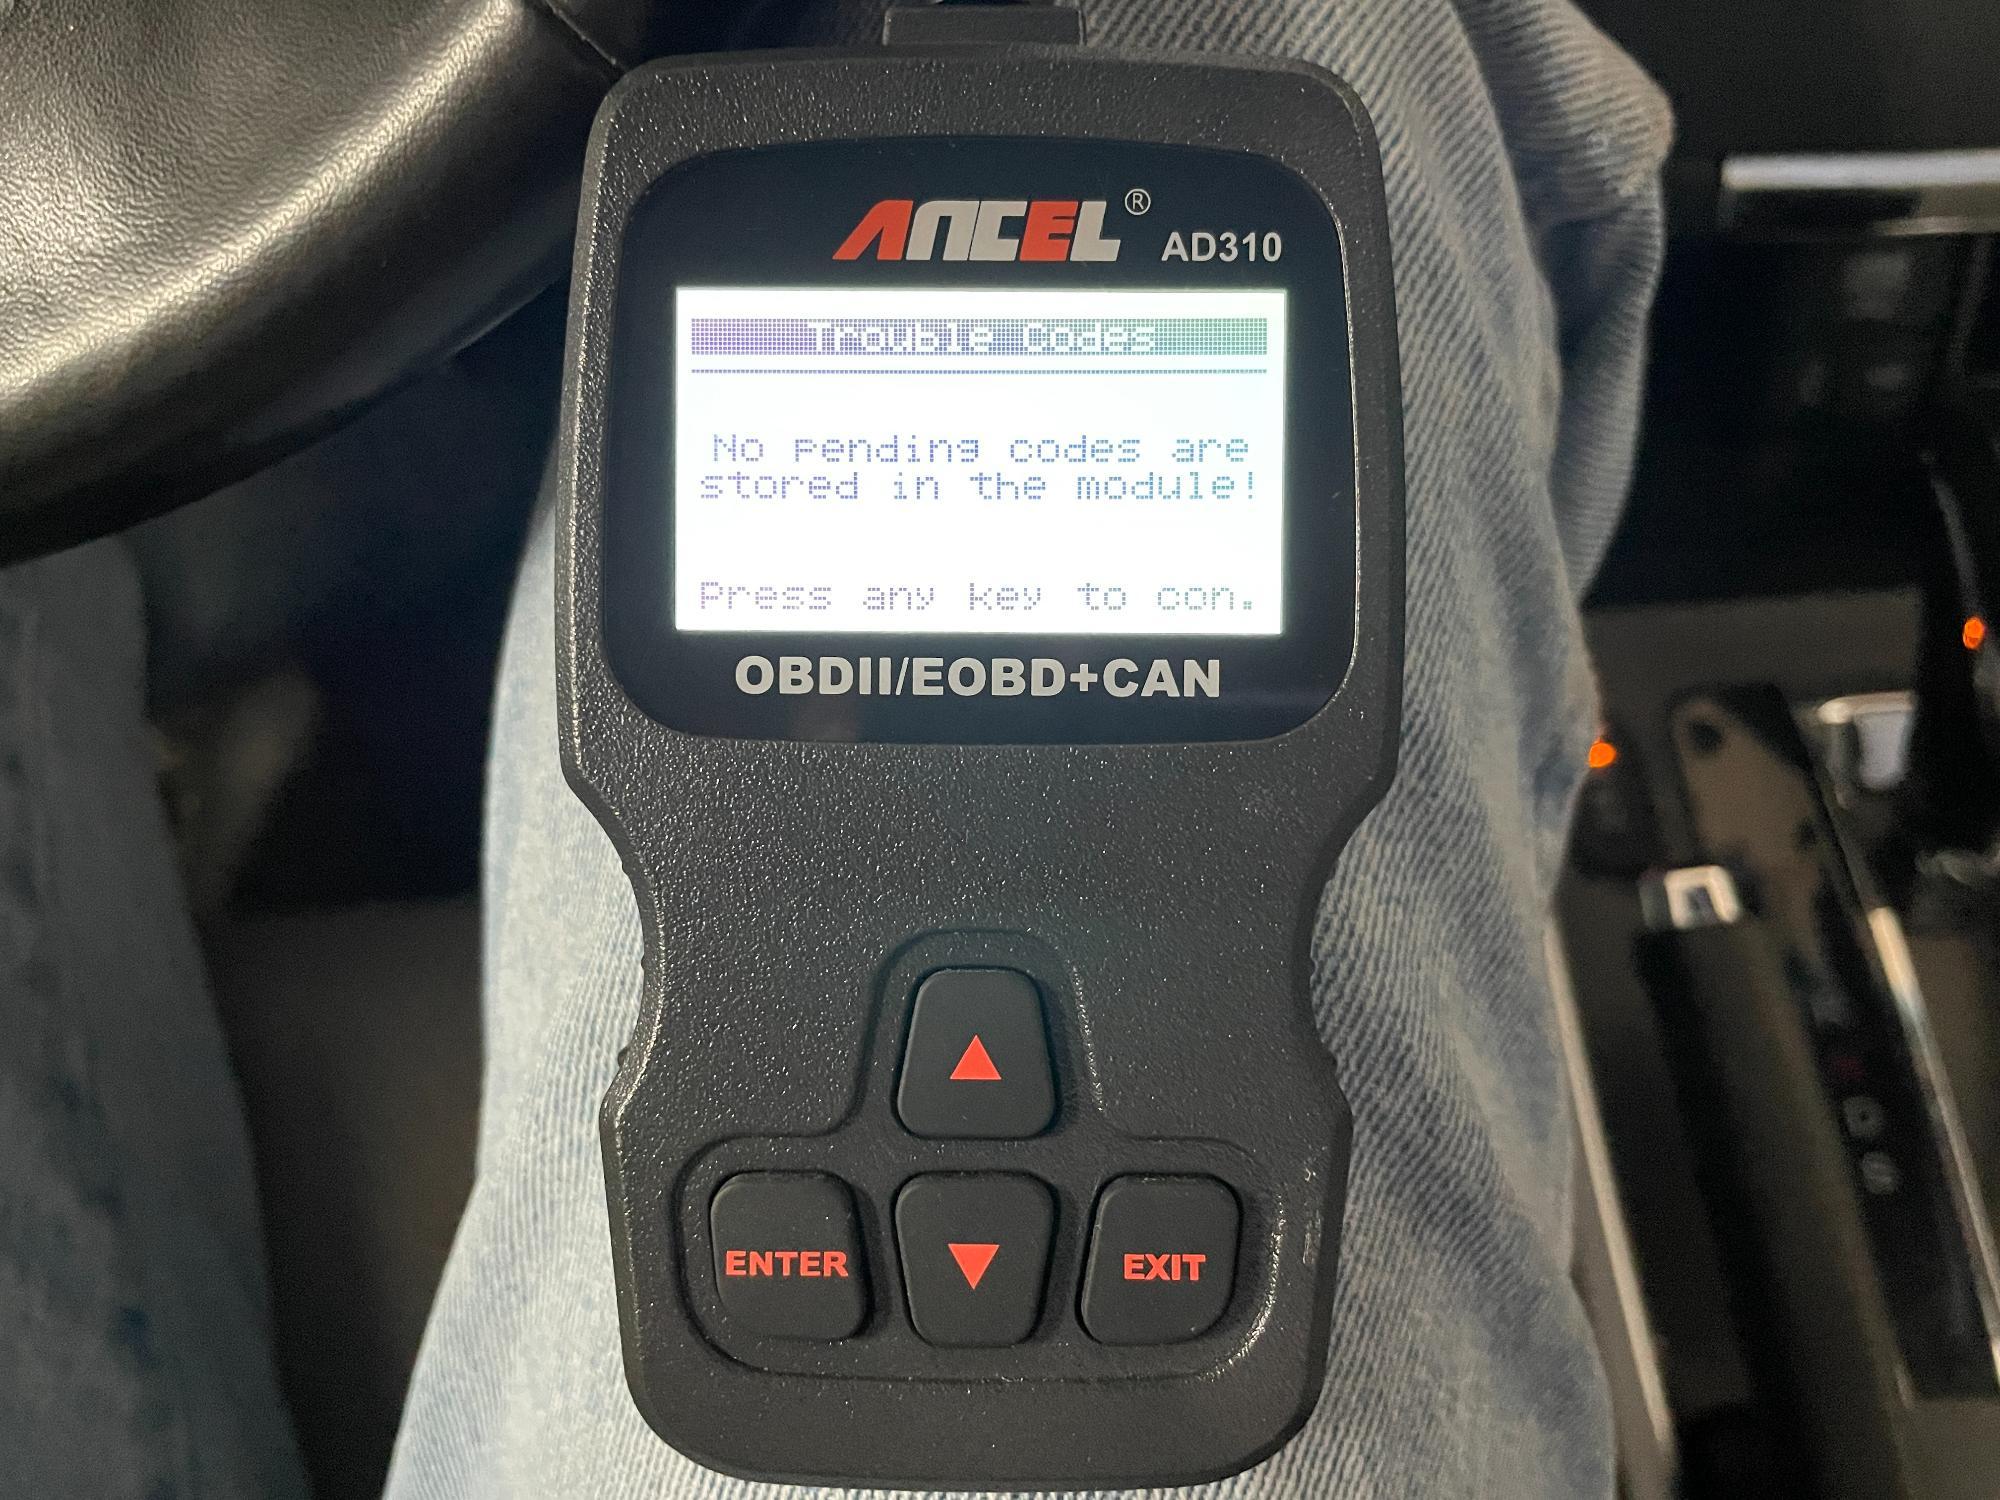 ANCEL®
AD310
Trouble Codes
No pending codes are
stored in the module!
Press any key to con.
OBDII/EOBD+CAN
ENTER
EXIT
D
S